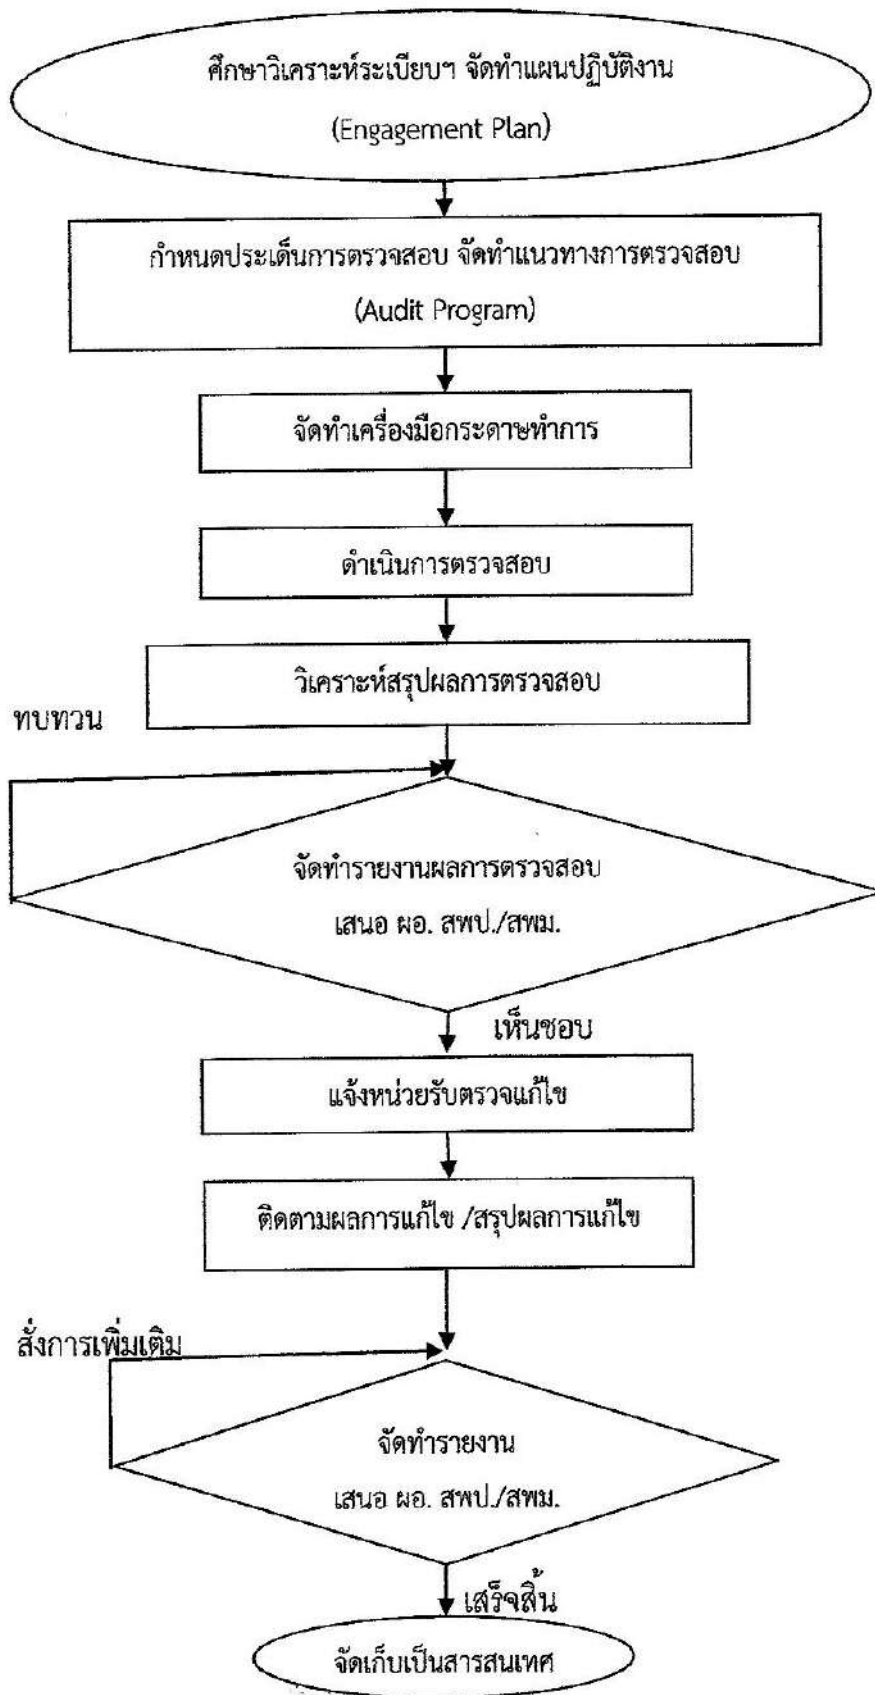 ศึกษาวิเคราะห์ระเบียบฯ จัดทำแผนปฏิบัติงาน
(Engagement Plan)
กำหนดประเด็นการตรวจสอบ จัดทำแนวทางการตรวจสอบ
(Audit Program)
จัดทำเครื่องมือกระดาษทำการ
ดำเนินการตรวจสอบ
วิเคราะห์สรุปผลการตรวจสอบ
ทบทวน
จัดทำรายงานผลการตรวจสอบ
เสนอ ผอ. สพป./สพม.
เห็นชอบ
แจ้งหน่วยรับตรวจแก้ไข
ติดตามผลการแก้ไข /สรุปผลการแก้ไข
สั่งการเพิ่มเติม
จัดทำรายงาน
เสนอ ผอ. สพป./สพม.
เสร็จสิ้น
จัดเก็บเป็นสารสนเทศ